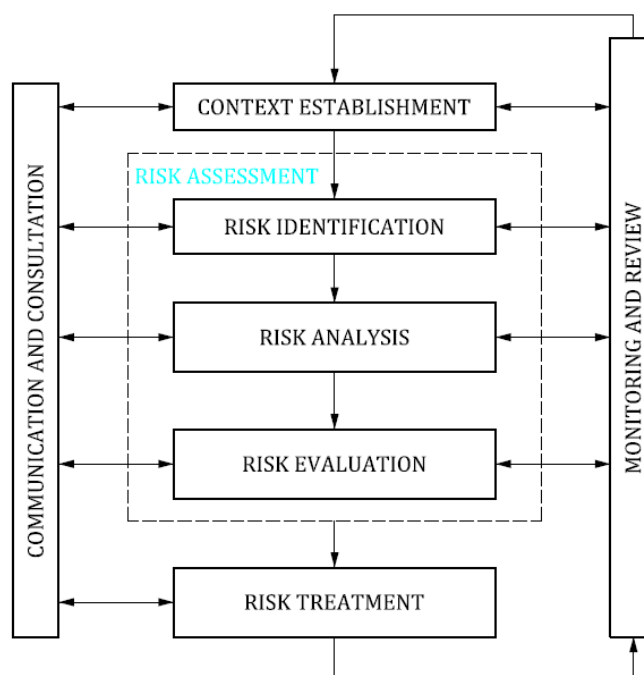 CONTEXT ESTABLISHMENT
RISK ASSESSMENT
RISK IDENTIFICATION
RISK ANALYSIS
RISK EVALUATION
RISK TREATMENT
COMMUNICATION AND CONSULTATION
MONITORING AND REVIEW